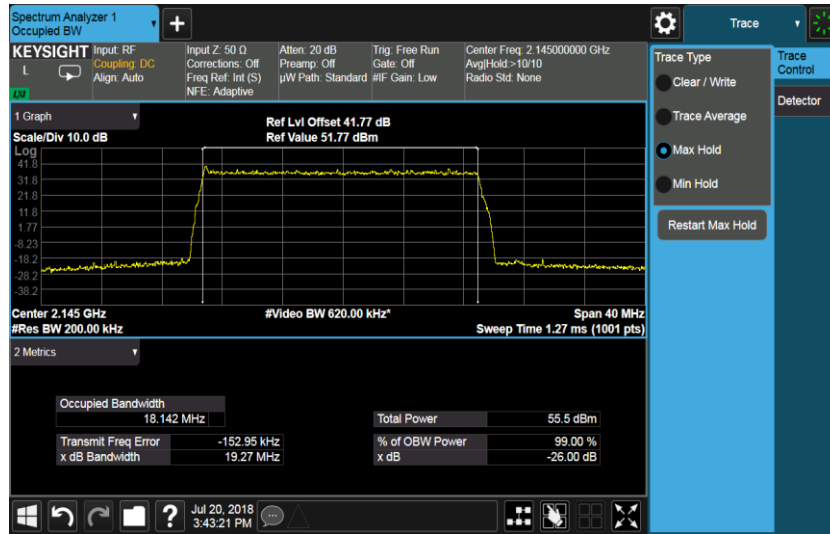 Spectrum Analyzer 1
Occupied BW
+
Trace
KEYSIGHT
L
LXI
Input: RF
Coupling: DC
Align: Auto
Input Z: 50 Ω
Corrections: Off
Freq Ref: Int (S)
NFE: Adaptive
Atten: 20 dB
Preamp: Off
µW Path: Standard
Trig: Free Run
Gate: Off
#IF Gain: Low
Center Freq: 2.145000000 GHz
Avg|Hold:>10/10
Radio Std: None
Trace Type
Clear / Write
Trace Average
Max Hold
Min Hold
Restart Max Hold
Trace
Control
Detector
1 Graph
Scale/Div 10.0 dB
Ref Lvl Offset 41.77 dB
Ref Value 51.77 dBm
Log
41.8
31.8
21.8
11.8
1.77
-8.23
-18.2
-28.2
-38.2
Center 2.145 GHz
#Res BW 200.00 kHz
#Video BW 620.00 kHz*
Span 40 MHz
Sweep Time 1.27 ms (1001 pts)
2 Metrics
Occupied Bandwidth
18.142 MHz
Total Power 55.5 dBm
Transmit Freq Error -152.95 kHz
% of OBW Power 99.00 %
x dB Bandwidth 19.27 MHz
x dB -26.00 dB
?
Jul 20, 2018
3:43:21 PM